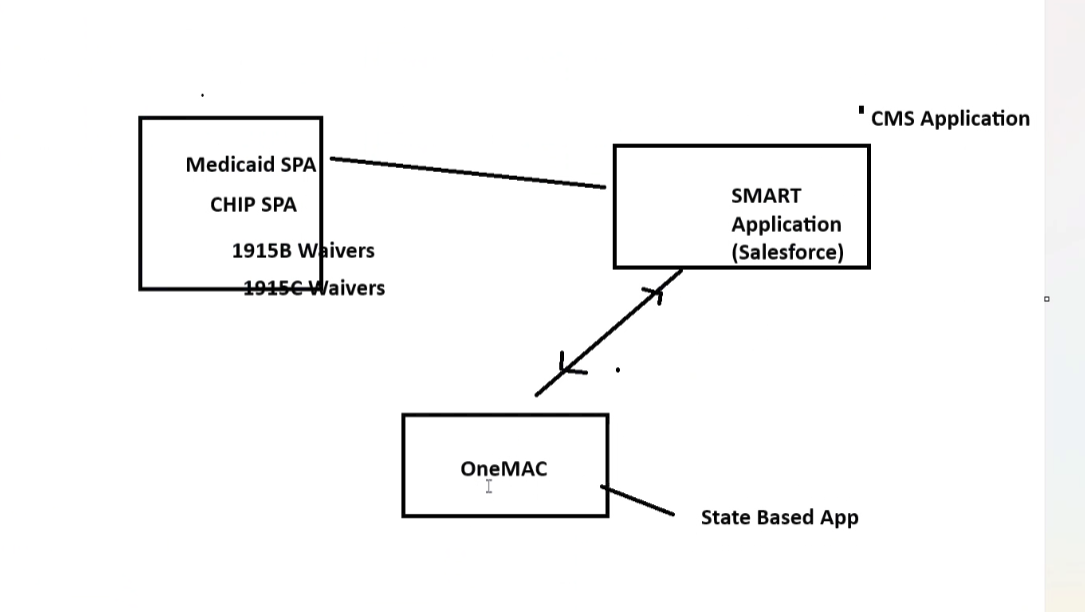 CMS Application
Medicaid SPA
CHIP SPA
1915B Waivers
1915C Waivers
SMART
Application
(Salesforce)
OneMAC
State Based App